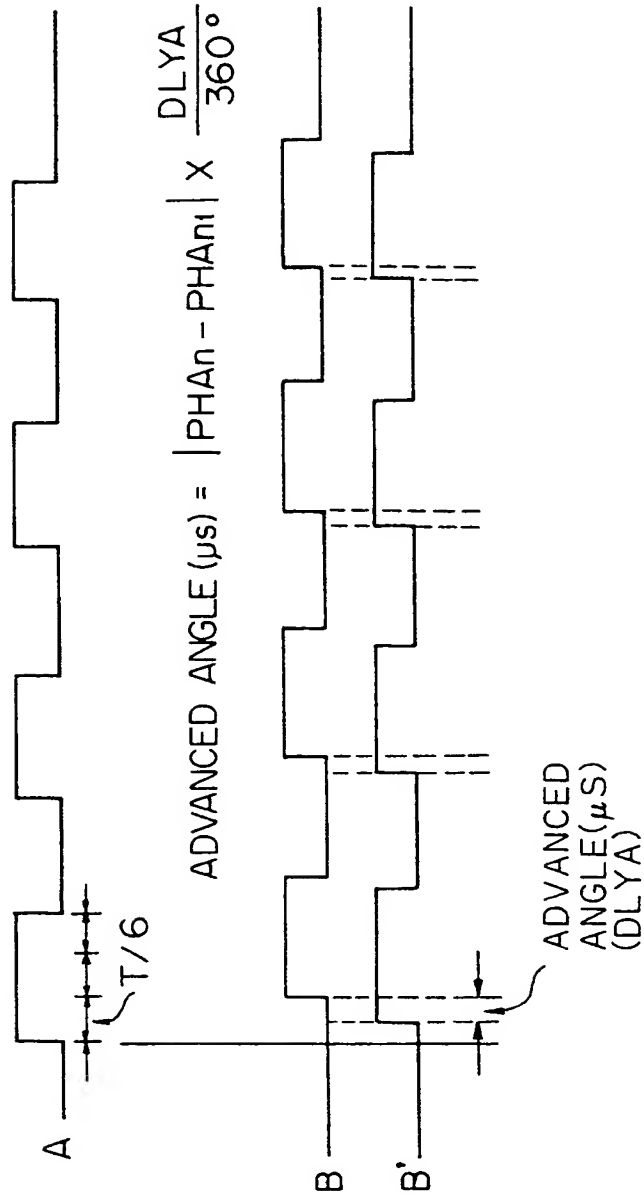 A
T/6
ADVANCED ANGLE (μs) = |PHAn - PHAn1| X DLYA
360°
B
B'
ADVANCED
ANGLE(μS)
(DLYA)